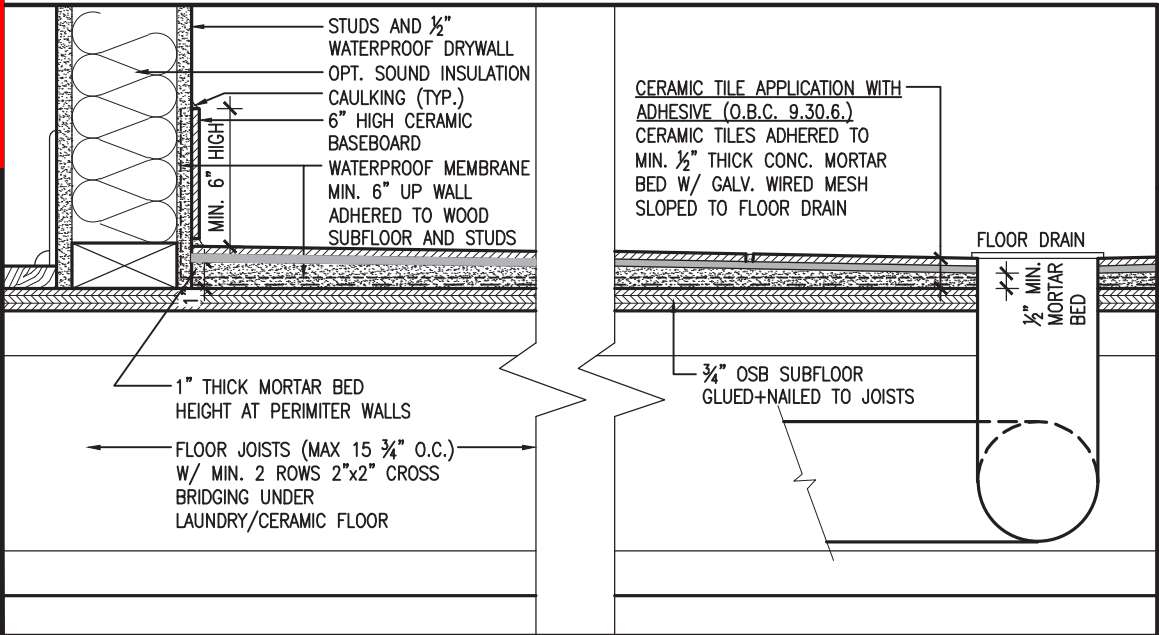 STUDS AND ½"
WATERPROOF DRYWALL
OPT. SOUND INSULATION
CAULKING (TYP.)
6" HIGH CERAMIC
BASEBOARD
WATERPROOF MEMBRANE
MIN. 6" UP WALL
ADHERED TO WOOD
SUBFLOOR AND STUDS
MIN. 6" HIGH
1
1" THICK MORTAR BED
HEIGHT AT PERIMITER WALLS
FLOOR JOISTS (MAX 15 ¾" O.C.)
W/ MIN. 2 ROWS 2"x2" CROSS
BRIDGING UNDER
LAUNDRY/CERAMIC FLOOR
CERAMIC TILE APPLICATION WITH
ADHESIVE (O.B.C. 9.30.6.)
CERAMIC TILES ADHERED TO
MIN. ½" THICK CONC. MORTAR
BED W/ GALV. WIRED MESH
SLOPED TO FLOOR DRAIN
FLOOR DRAIN
½" MIN.
MORTAR
BED
¾" OSB SUBFLOOR
GLUED+NAILED TO JOISTS